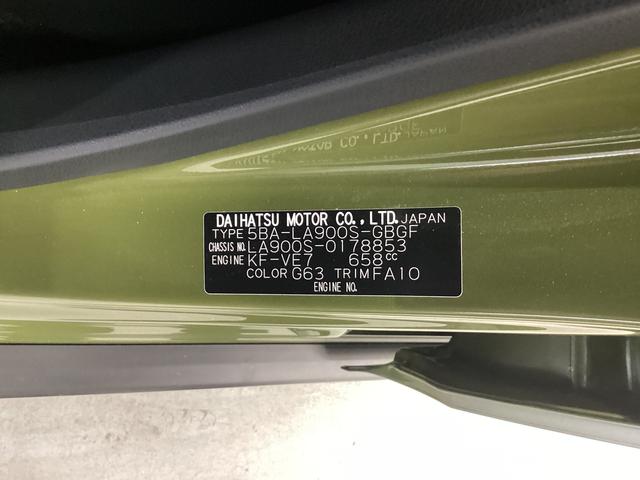 DAIHATSU MOTOR CO., LTD. JAPAN
TYPE 5BA-LA900S-GBGF
CHASSIS NO. LA900S-0178853
ENGINE KF-VE7 658cc
COLOR G63 TRIM FA10
ENGINE NO.